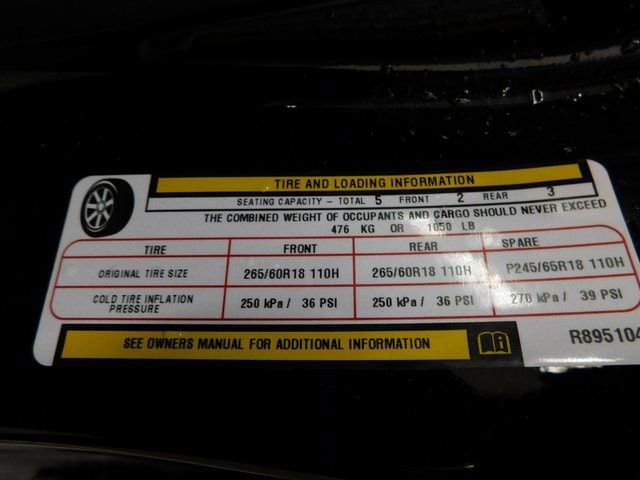 TIRE AND LOADING INFORMATION
SEATING CAPACITY - TOTAL 5 FRONT 2 REAR 3
THE COMBINED WEIGHT OF OCCUPANTS AND CARGO SHOULD NEVER EXCEED
476 KG OR 1050 LB
TIRE FRONT REAR SPARE
ORIGINAL TIRE SIZE 265/60R18 110H 265/60R18 110H P245/65R18 110H
COLD TIRE INFLATION PRESSURE 250 kPa / 36 PSI 250 kPa / 36 PSI 270 kPa / 39 PSI
SEE OWNERS MANUAL FOR ADDITIONAL INFORMATION
R895104